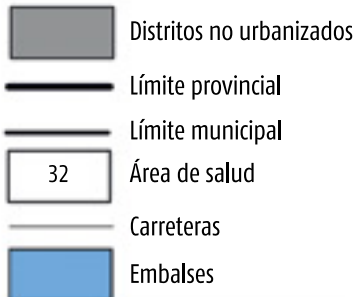 Distritos no urbanizados
Límite provincial
Límite municipal
32 Área de salud
Carreteras
Embalses